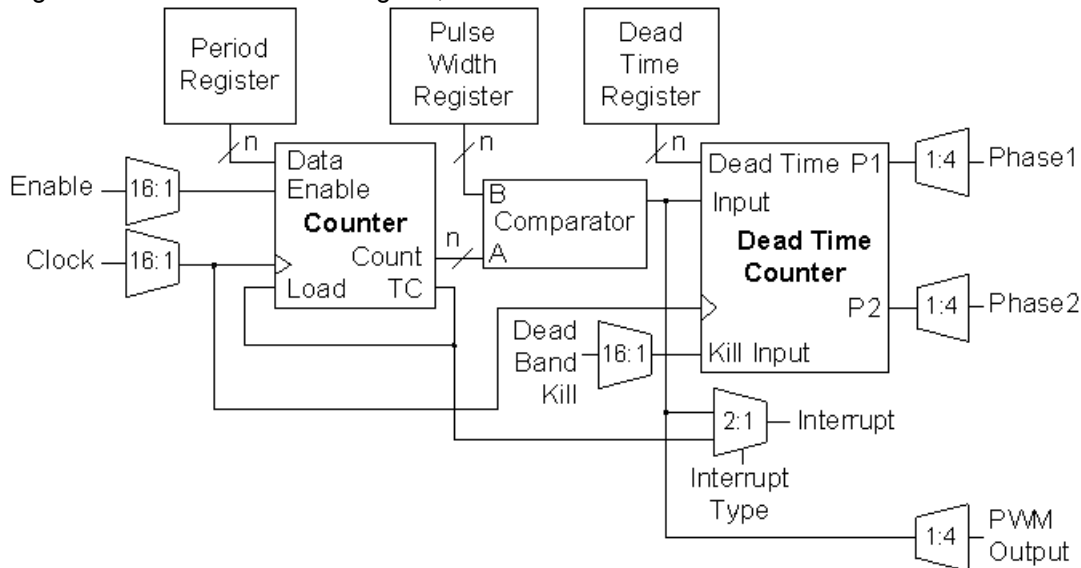 Period
Register
Pulse
Width
Register
Dead
Time
Register
n
n
n
Data
Enable
Counter
Count
Load TC
Enable
16:1
Clock
16:1
n
B
Comparator
A
Dead Time P1
Input
Dead Time
Counter
P2
Kill Input
1:4
Phase1
1:4
Phase2
Dead
Band
Kill
16:1
2:1
Interrupt
Interrupt
Type
1:4
PWM
Output